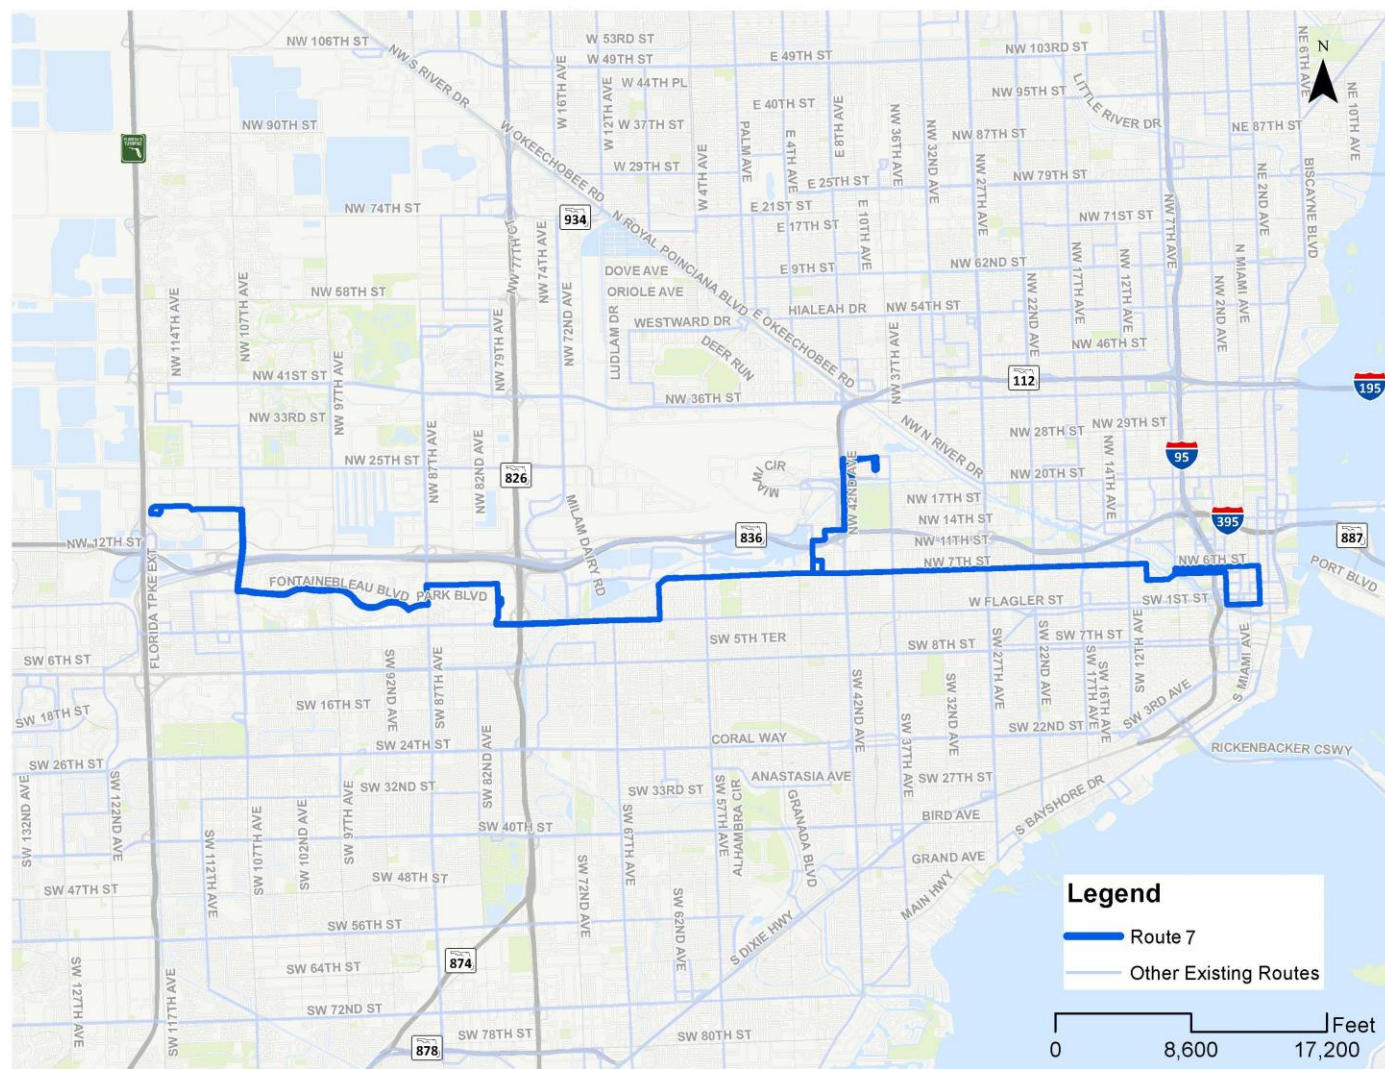 W 53RD ST
NW 106TH ST
W 49TH ST
E 49TH ST
NW 103RD ST
NE 6TH AVE
N
NW S RIVER DR
W 16TH AVE
W 12TH AVE
W 44TH PL
LITTLE RIVER DR
NW 95TH ST
NE 10TH AVE
E 40TH ST
E 8TH AVE
NW 36TH AVE
NW 32ND AVE
NW 90TH ST
W OKEECHOBEE RD
W 37TH ST
PALM AVE
E 4TH AVE
NW 87TH ST
NE 87TH ST
W 29TH ST
W 4TH AVE
E 25TH ST
NW 27TH AVE
NW 79TH ST
NE 2ND AVE
BISCAYNE BLVD
NW 74TH ST
934
N ROYAL POINCIANA BLVD
E 21ST ST
E 17TH ST
E 10TH AVE
NW 71ST ST
NW 7TH AVE
NW 77TH CT
NW 74TH AVE
DOVE AVE
E 9TH ST
NW 62ND ST
NW 17TH AVE
NW 12TH AVE
N MIAMI AVE
NW 58TH ST
ORIOLE AVE
HIALEAH DR
NW 54TH ST
NW 22ND AVE
NW 2ND AVE
NW 114TH AVE
NW 107TH AVE
NW 79TH AVE
NW 72ND AVE
LUDLAM DR
WESTWARD DR
E OKEECHOBEE RD
DEER RUN
NW 37TH AVE
NW 46TH ST
NW 97TH AVE
NW 41ST ST
NW 36TH ST
112
195
NW 33RD ST
NW 87TH AVE
NW 82ND AVE
NW N RIVER DR
NW 29TH ST
NW 28TH ST
NW 14TH AVE
NW 25TH ST
826
MIA CIR
NW
NW 42ND AVE
NW 20TH ST
95
NW 17TH ST
MILAM DAIRY RD
NW 14TH ST
395
NW 12TH ST
836
NW 11TH ST
887
FLORIDA TPKE EXT
NW 7TH ST
NW 6TH ST
PORT BLVD
FONTAINEBLEAU BLVD
PARK BLVD
W FLAGLER ST
SW 1ST ST
SW 5TH TER
SW 8TH ST
SW 7TH ST
SW 12TH AVE
S MIAMI AVE
SW 6TH ST
SW 92ND AVE
SW 87TH AVE
SW 42ND AVE
SW 32ND AVE
SW 27TH AVE
SW 22ND AVE
SW 17TH AVE
SW 16TH AVE
SW 18TH ST
SW 16TH ST
SW 37TH AVE
SW 22ND ST
SW 3RD AVE
SW 24TH ST
CORAL WAY
RICKENBACKER CSWY
SW 26TH ST
SW 132ND AVE
SW 122ND AVE
SW 82ND AVE
SW 32ND ST
SW 33RD ST
ANASTASIA AVE
SW 27TH ST
SW 57TH AVE
ALHAMBRA CIR
GRANADA BLVD
S BAYSHORE DR
SW 112TH AVE
SW 107TH AVE
SW 102ND AVE
SW 97TH AVE
SW 40TH ST
SW 67TH AVE
BIRD AVE
GRAND AVE
SW 47TH ST
SW 48TH ST
SW 72ND AVE
SW 62ND AVE
MAIN HWY
SW 56TH ST
S DIXIE HWY
SW 127TH AVE
SW 117TH AVE
SW 64TH ST
874
SW 72ND ST
SW 78TH ST
SW 80TH ST
878
Legend
Route 7
Other Existing Routes
Feet
0 8,600 17,200